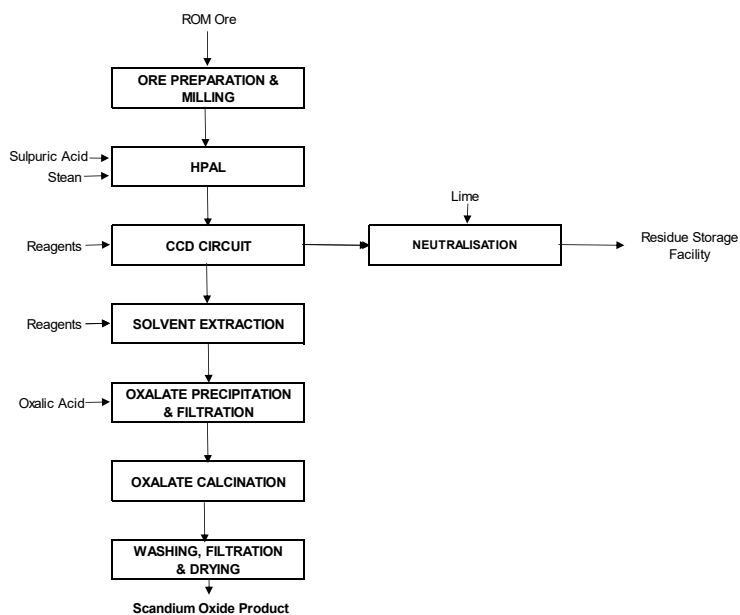 ROM Ore
ORE PREPARATION &
MILLING
Sulpuric Acid
Stean
HPAL
Lime
Reagents
CCD CIRCUIT
NEUTRALISATION
Residue Storage
Facility
Reagents
SOLVENT EXTRACTION
Oxalic Acid
OXALATE PRECIPITATION
& FILTRATION
OXALATE CALCINATION
WASHING, FILTRATION
& DRYING
Scandium Oxide Product